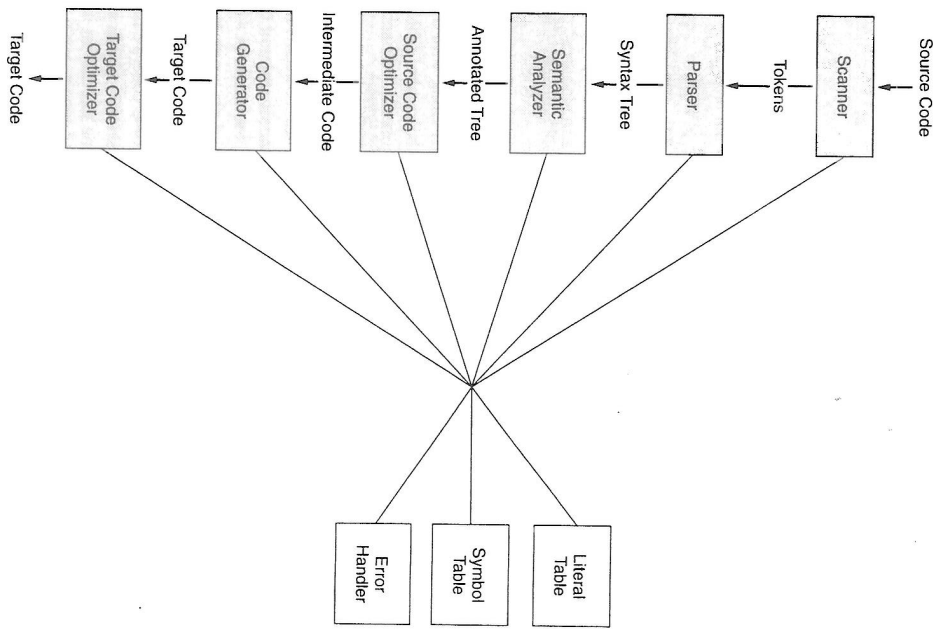 Source Code
Scanner
Tokens
Parser
Syntax Tree
Semantic
Analyzer
Annotated Tree
Source Code
Optimizer
Intermediate Code
Code
Generator
Target Code
Target Code
Optimizer
Target Code
Literal
Table
Symbol
Table
Error
Handler